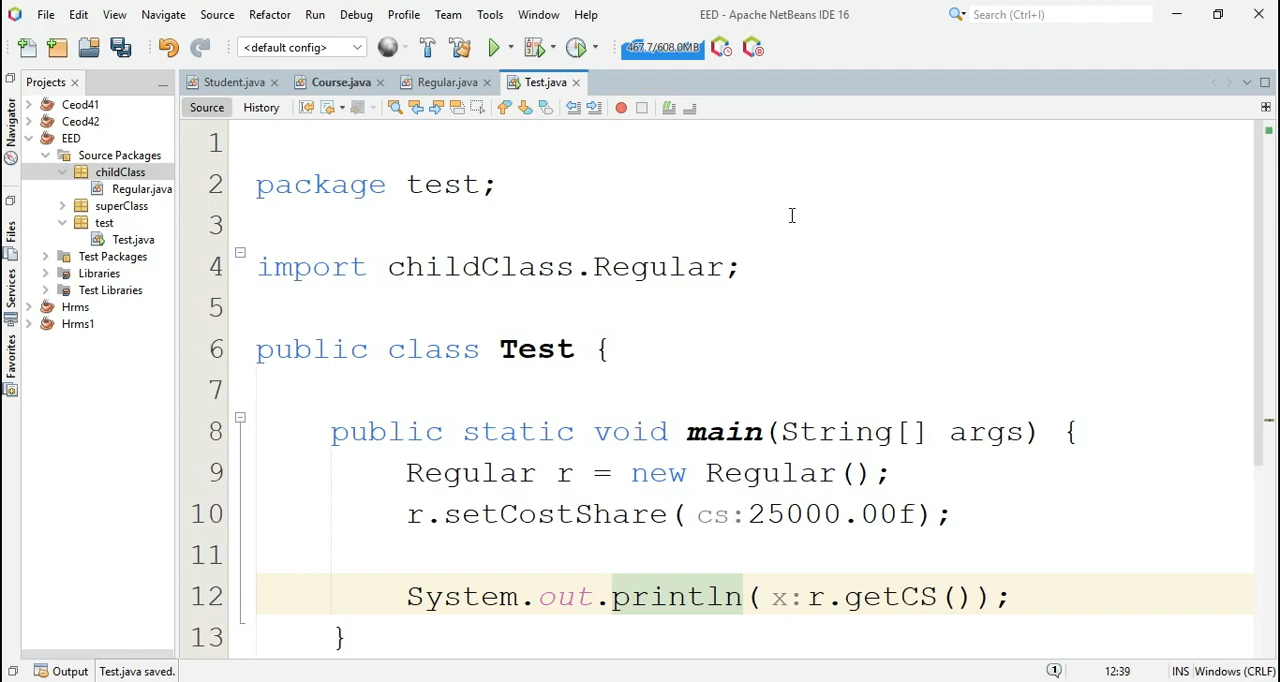 File Edit View Navigate Source Refactor Run Debug Profile Team Tools Window Help EED - Apache NetBeans IDE 16 Search (Ctrl+I)
<default config> 467.7/608.0MB
Projects Student.java Course.java Regular.java Test.java
Source History
Navigator
Files
Services
Favorites
Ceod41
Ceod42
EED
Source Packages
childClass
Regular.java
superClass
test
Test.java
Test Packages
Libraries
Test Libraries
Hrms
Hrms1
1
2 package test;
3
4 import childClass.Regular;
5
6 public class Test {
7
8 public static void main(String[] args) {
9 Regular r = new Regular();
10 r.setCostShare( cs:25000.00f);
11
12 System.out.println( x:r.getCS());
13 }
Output Test.java saved. 1 12:39 INS Windows (CRLF)